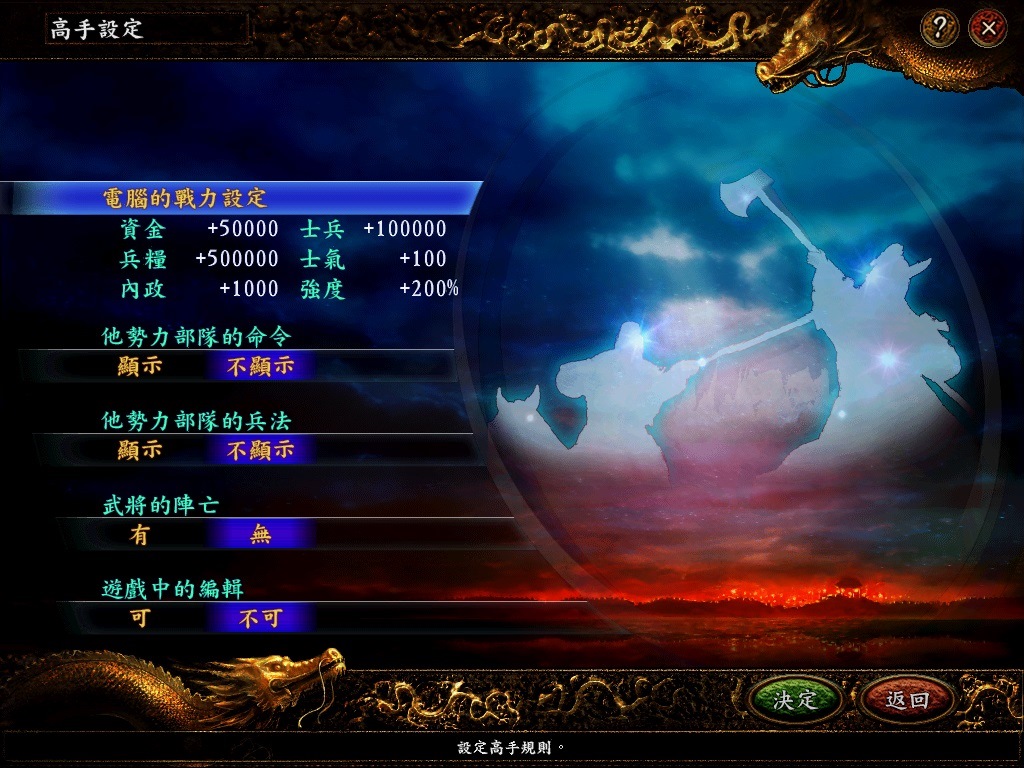 高手設定
?
×
電腦的戰力設定
資金 +50000 士兵 +100000
兵糧 +500000 士氣 +100
內政 +1000 強度 +200%
他勢力部隊的命令
顯示 不顯示
他勢力部隊的兵法
顯示 不顯示
武將的陣亡
有 無
遊戲中的編輯
可 不可
決定 返回
設定高手規則。